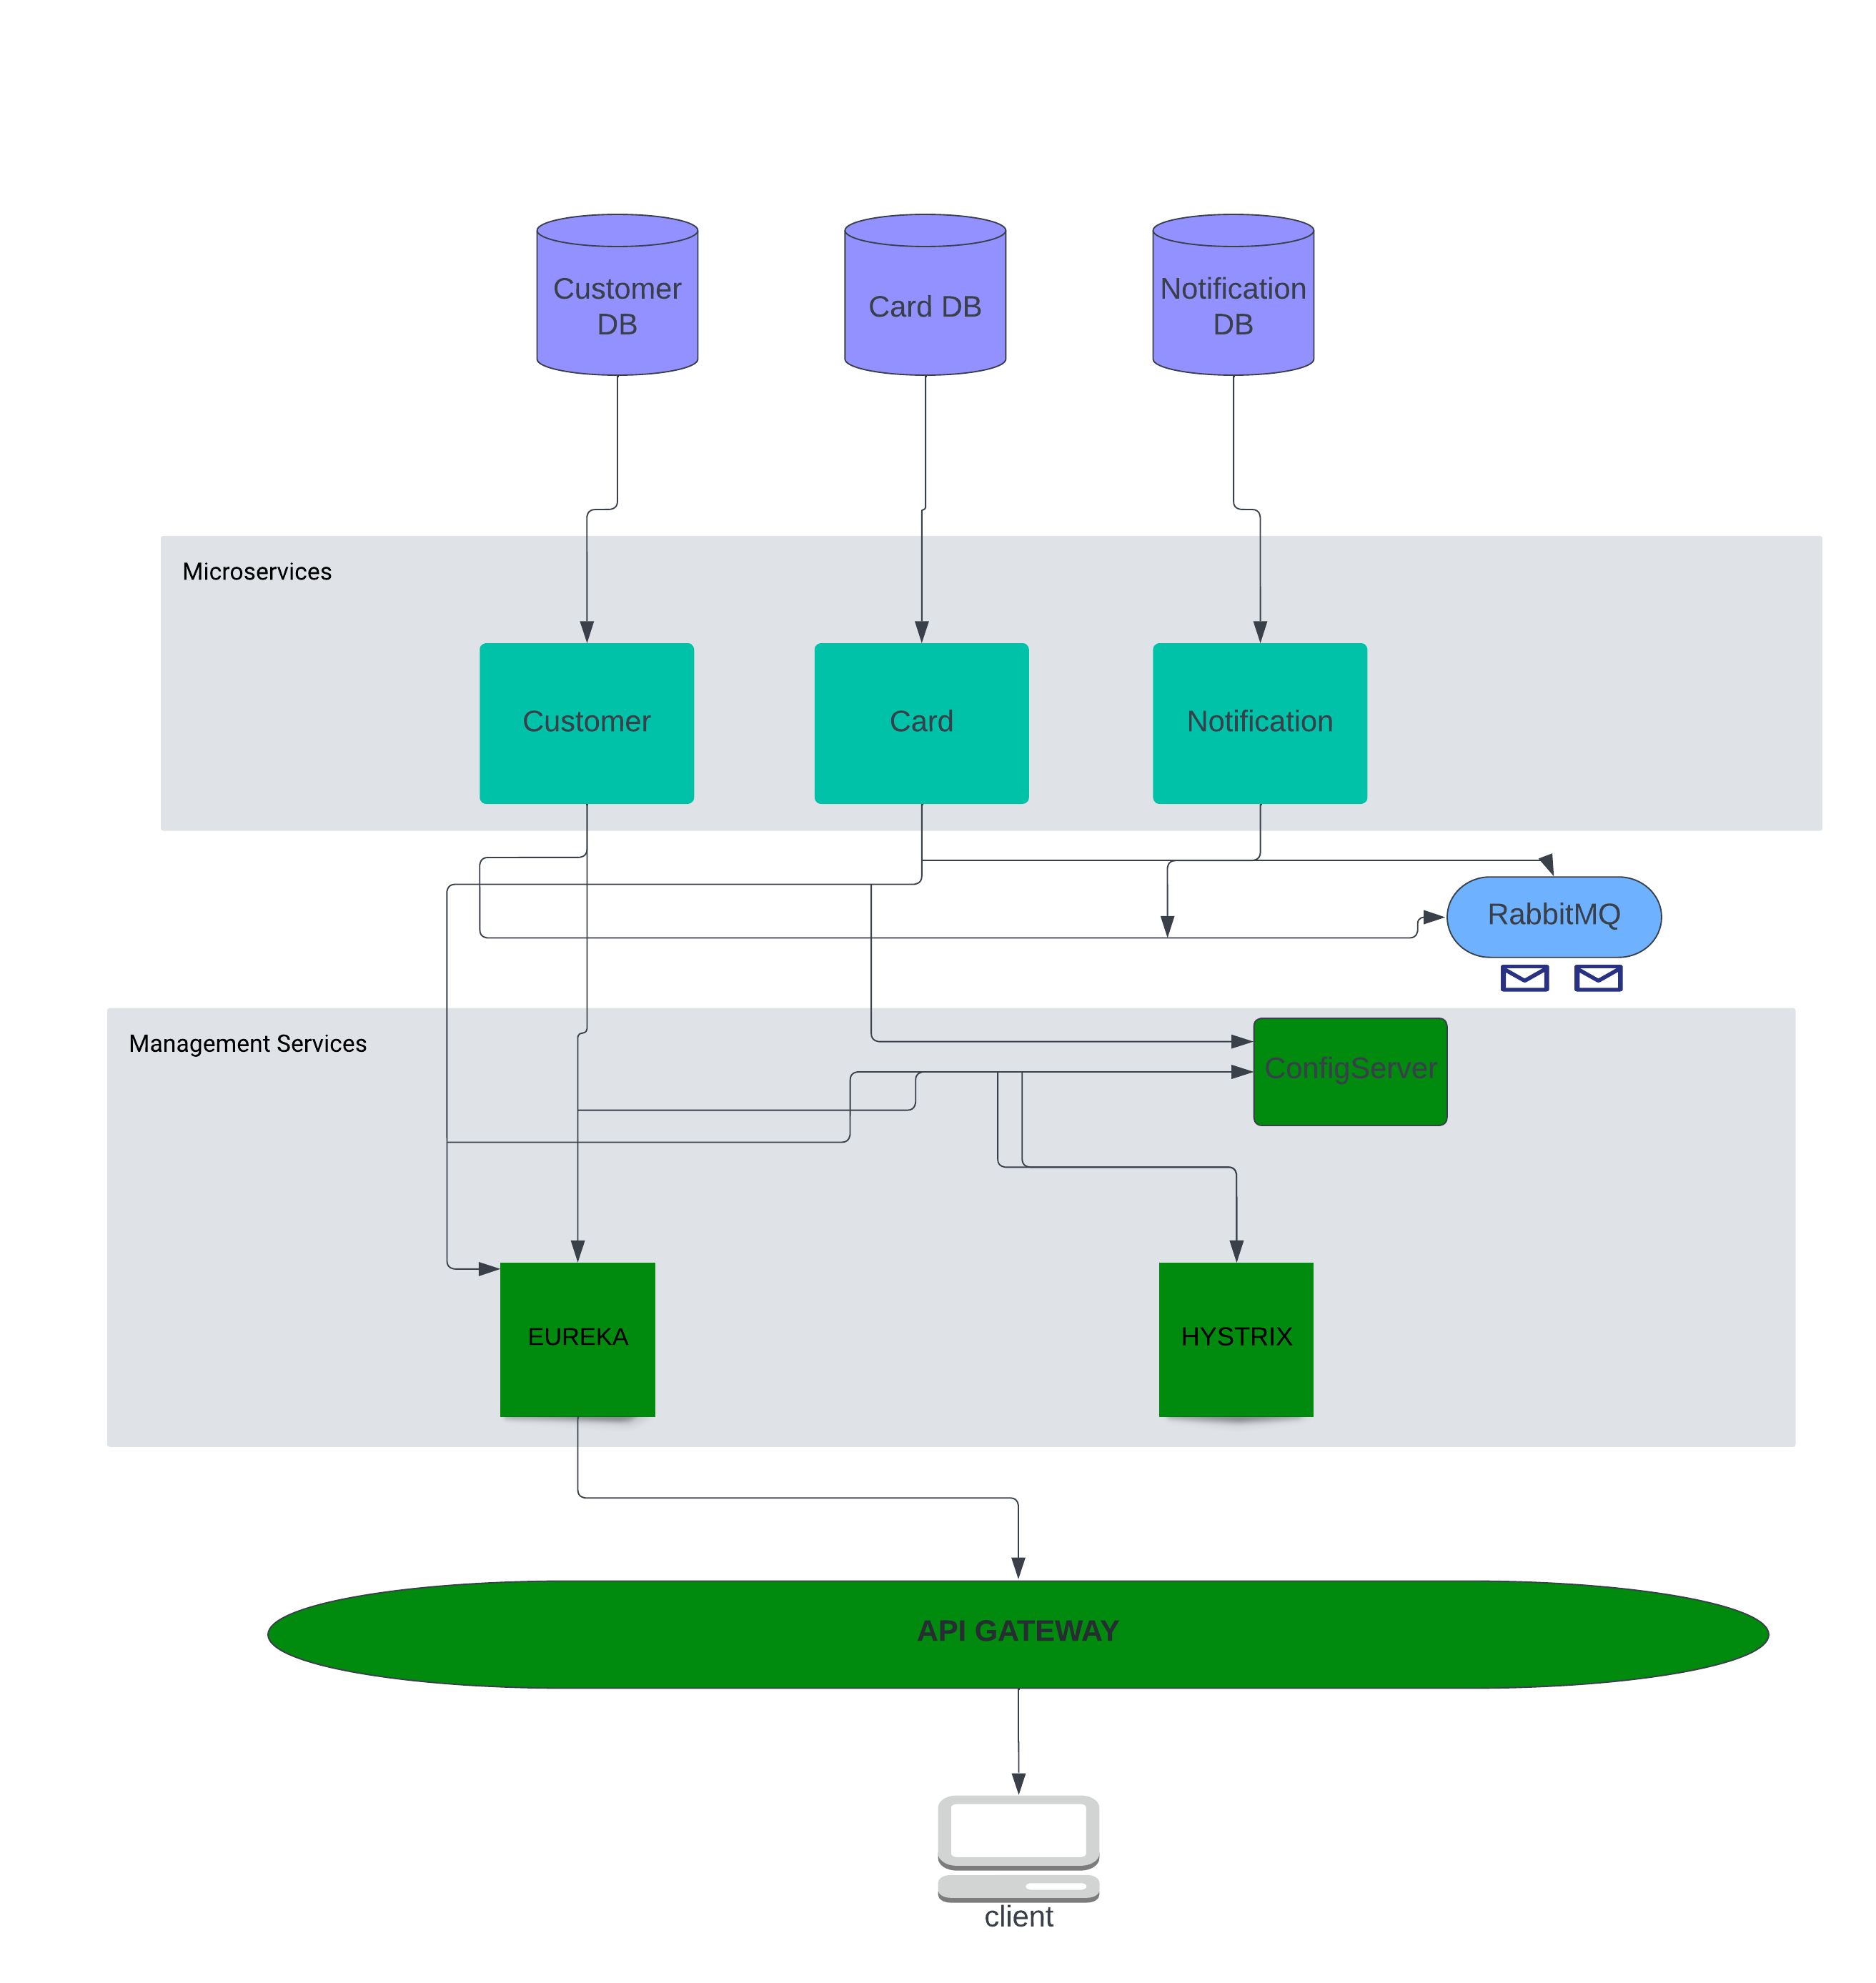 Customer
DB
Card DB
Notification
DB
Microservices
Customer
Card
Notification
RabbitMQ
Management Services
ConfigServer
EUREKA
HYSTRIX
API GATEWAY
client